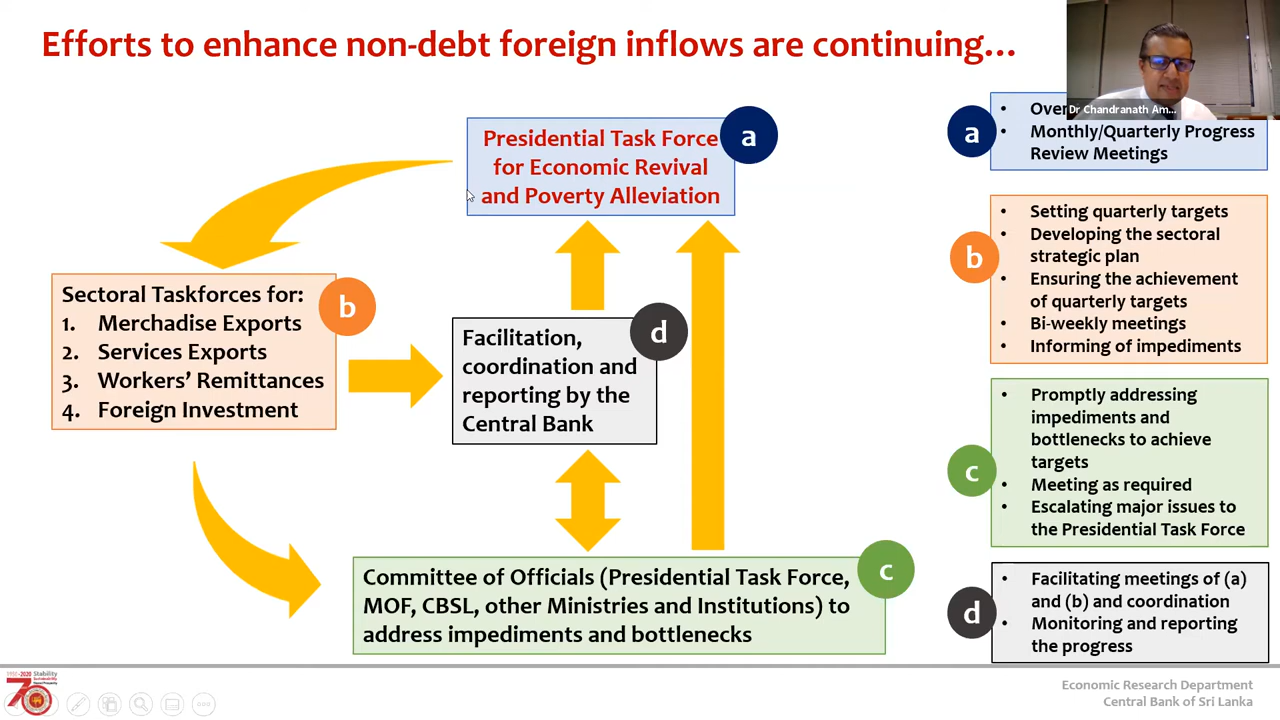 Efforts to enhance non-debt foreign inflows are continuing...
Dr Chandranath Am...
Presidential Task Force
for Economic Revival
and Poverty Alleviation
a
Sectoral Taskforces for:
1. Merchadise Exports
2. Services Exports
3. Workers' Remittances
4. Foreign Investment
b
Facilitation,
coordination and
reporting by the
Central Bank
d
Committee of Officials (Presidential Task Force,
MOF, CBSL, other Ministries and Institutions) to
address impediments and bottlenecks
c
a
• Monthly/Quarterly Progress
Review Meetings
b
• Setting quarterly targets
• Developing the sectoral
strategic plan
• Ensuring the achievement
of quarterly targets
• Bi-weekly meetings
• Informing of impediments
c
• Promptly addressing
impediments and
bottlenecks to achieve
targets
• Meeting as required
• Escalating major issues to
the Presidential Task Force
d
• Facilitating meetings of (a)
and (b) and coordination
• Monitoring and reporting
the progress
70
Stability
Economic Research Department
Central Bank of Sri Lanka